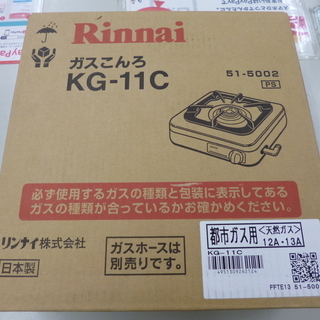 Rinnai
ガスこんろ
KG-11C
51-5002
PS
必ず使用するガスの種類と包装に表示してある
ガスの種類が合っているかお確かめください。
リンナイ株式会社
日本製
ガスホースは
別売りです。
都市ガス用
<天然ガス>
12A・13A
KG-11C
4951309262124